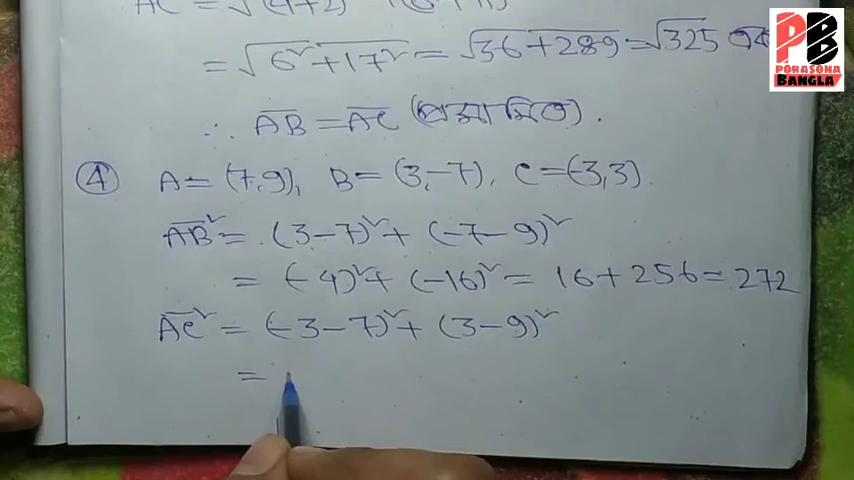 = √6² + 17² = √36 + 289 = √325
PB
PORASONA
BANGLA
∴ AB = AC (প্রমাণিত).
④ A = (7,9), B = (3,-7), C = (-3,3)
AB² = (3-7)² + (-7-9)²
= (-4)² + (-16)² = 16 + 256 = 272
AC² = (-3-7)² + (3-9)²
=